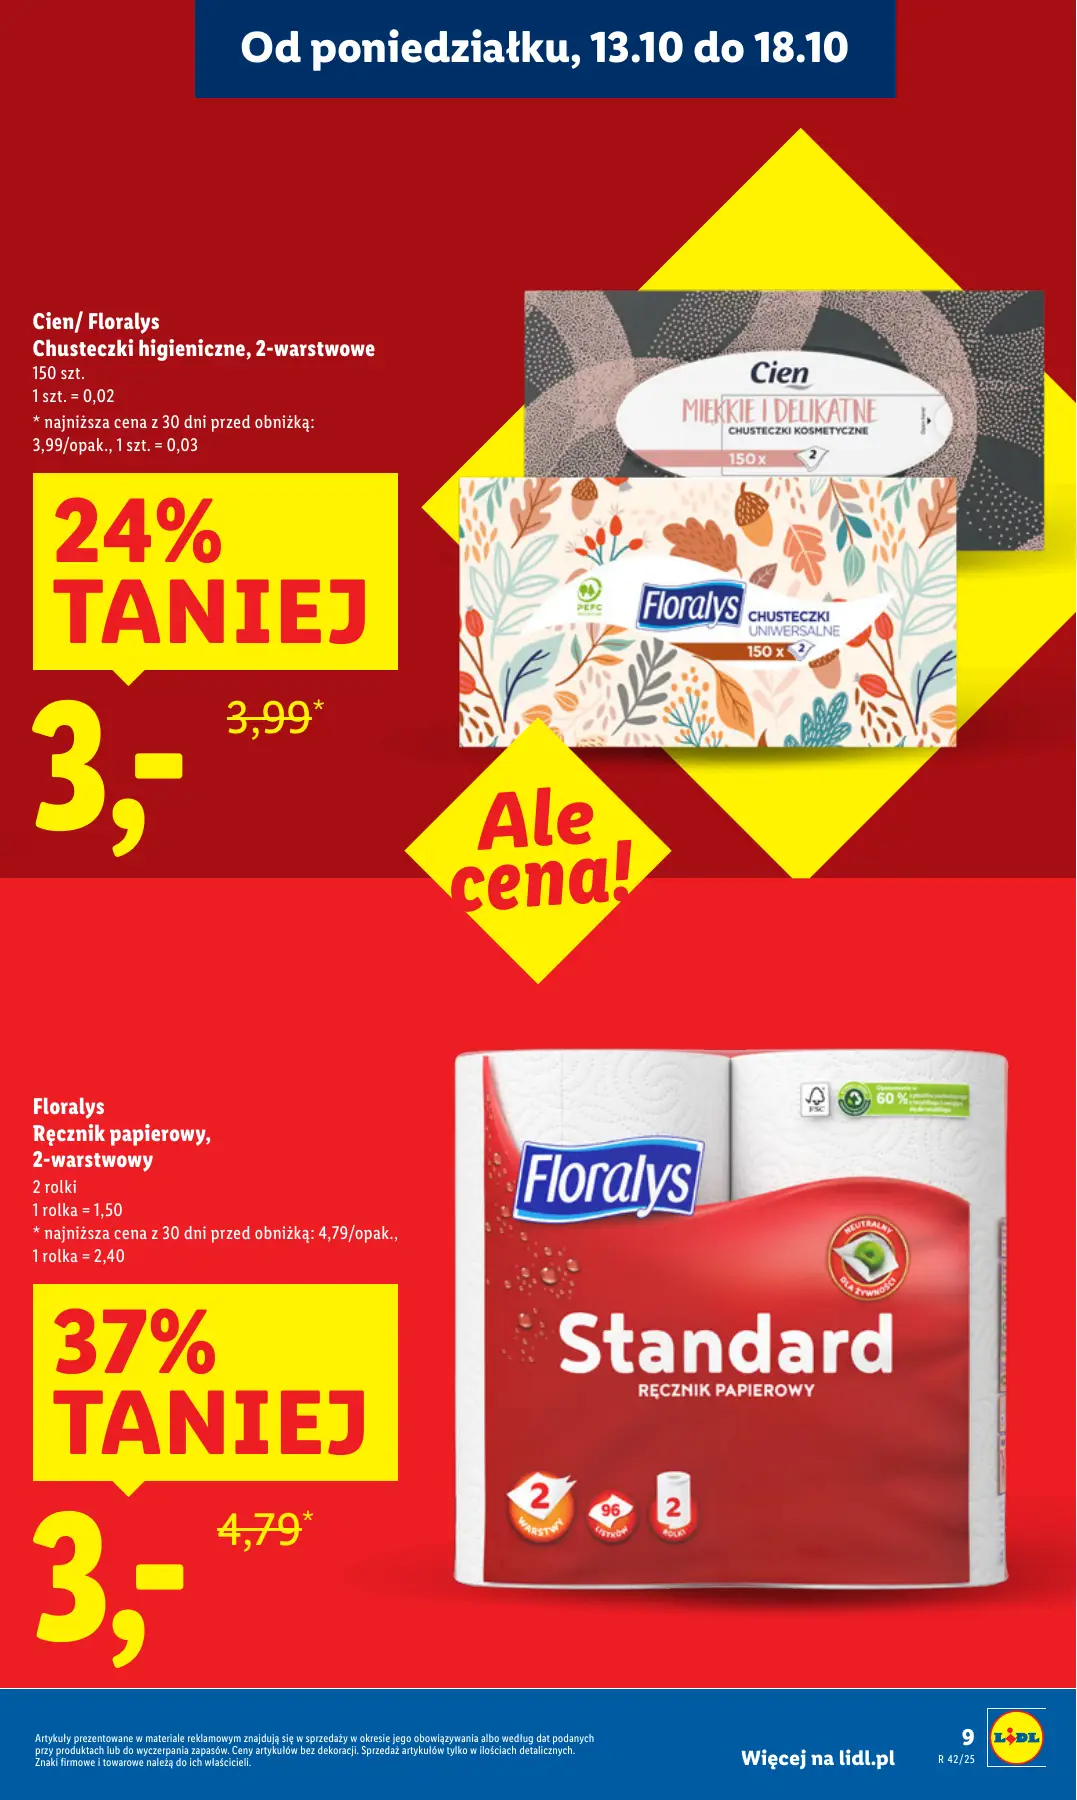 Od poniedziałku, 13.10 do 18.10
Cien/ Floralys
Chusteczki higieniczne, 2-warstwowe
150 szt.
1 szt. = 0,02
* najniższa cena z 30 dni przed obniżką:
3,99/opak., 1 szt. = 0,03
24%
TANIEJ
3,-
3,99*
Cien
MIĘKKIE I DELIKATNE
CHUSTECZKI KOSMETYCZNE
150 x 2
PEFC
Floralys
CHUSTECZKI
UNIWERSALNE
150 x 2
Ale
cena!
Floralys
Ręcznik papierowy,
2-warstwowy
2 rolki
1 rolka = 1,50
* najniższa cena z 30 dni przed obniżką: 4,79/opak.,
1 rolka = 2,40
37%
TANIEJ
3,-
4,79*
FSC
60 %
Floralys
NEUTRALNY
DLA ŻYWNOŚCI
Standard
RĘCZNIK PAPIEROWY
2
WARSTWY
96
LISTKÓW
2
ROLKI
Artykuły prezentowane w materiale reklamowym znajdują się w sprzedaży w okresie jego obowiązywania albo według dat podanych
przy produktach lub do wyczerpania zapasów. Ceny artykułów bez dekoracji. Sprzedaż artykułów tylko w ilościach detalicznych.
Znaki firmowe i towarowe należą do ich właścicieli.
Więcej na lidl.pl
9
R 42/25
LIDL